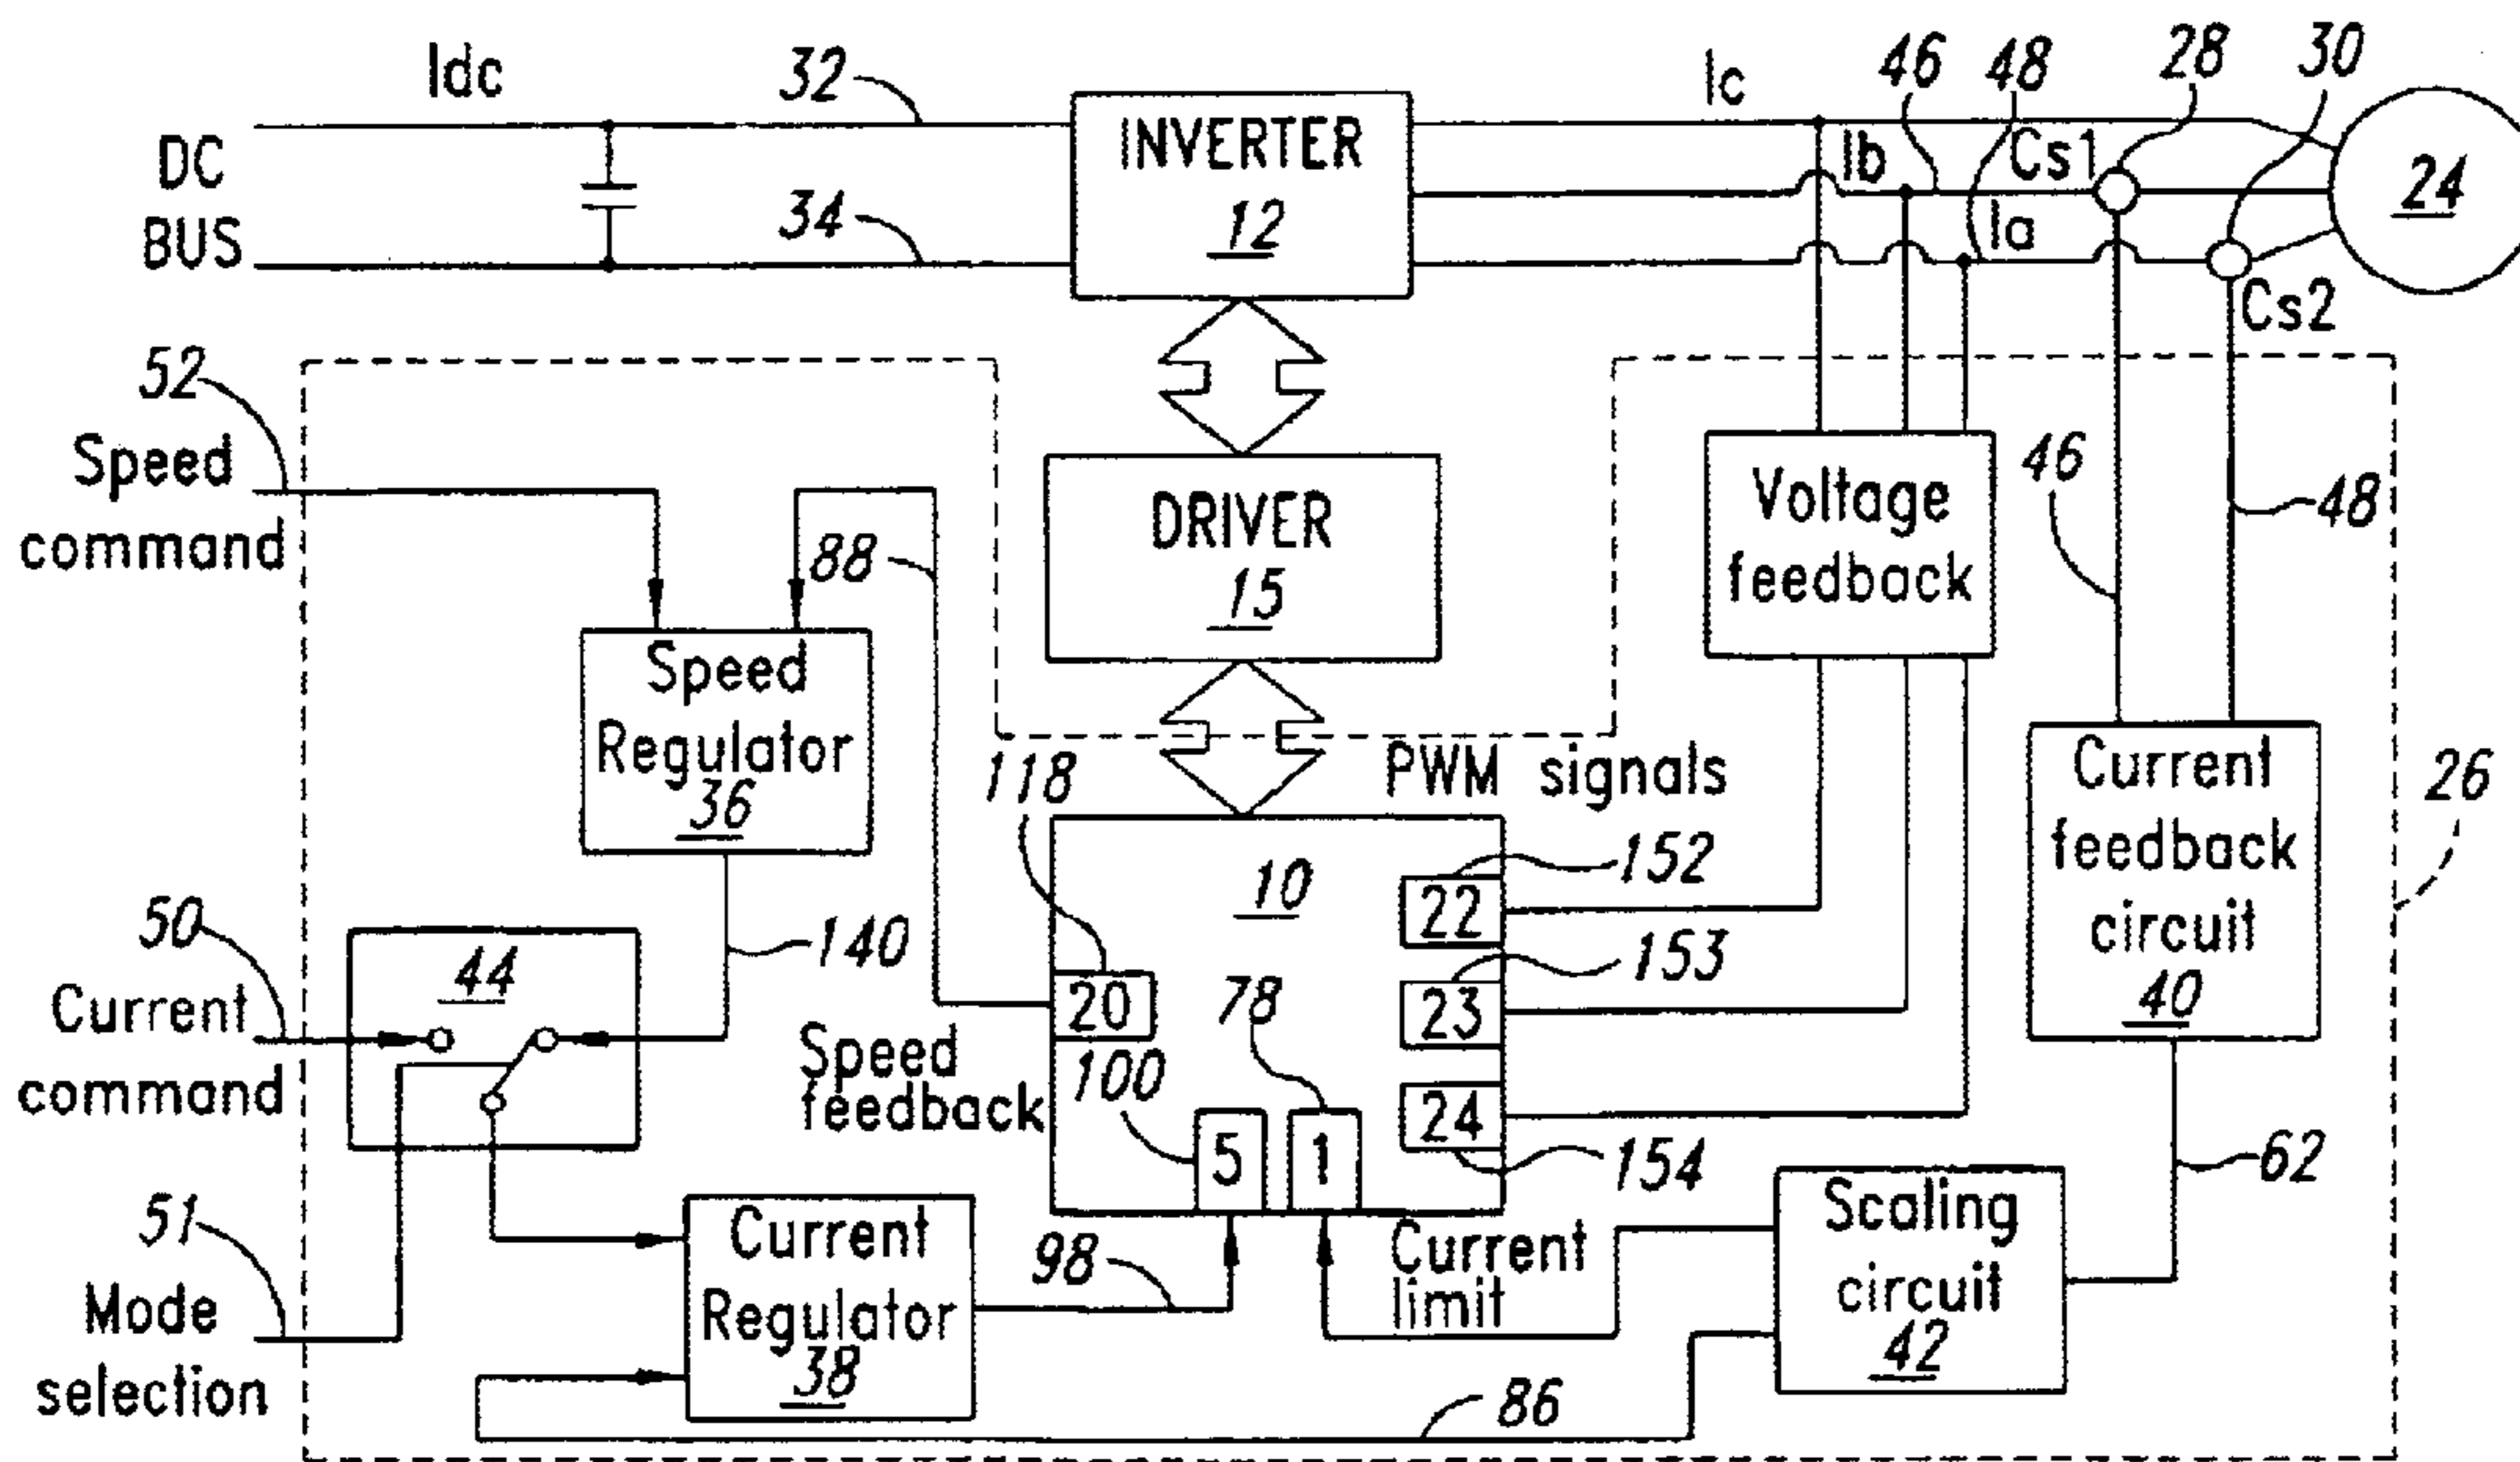 Idc
32
Ic
46
48
28
30
DC
BUS
34
INVERTER
12
Ib
Cs1
Ia
24
Cs2
52
Speed
command
88
DRIVER
15
Voltage
feedback
46
48
Speed
Regulator
36
118
PWM signals
Current
feedback
circuit
40
26
10
22
152
23
153
24
154
20
78
100
5
1
50
Current
command
44
140
Speed
feedback
51
Mode
selection
Current
Regulator
38
98
Current
limit
Scaling
circuit
42
62
86